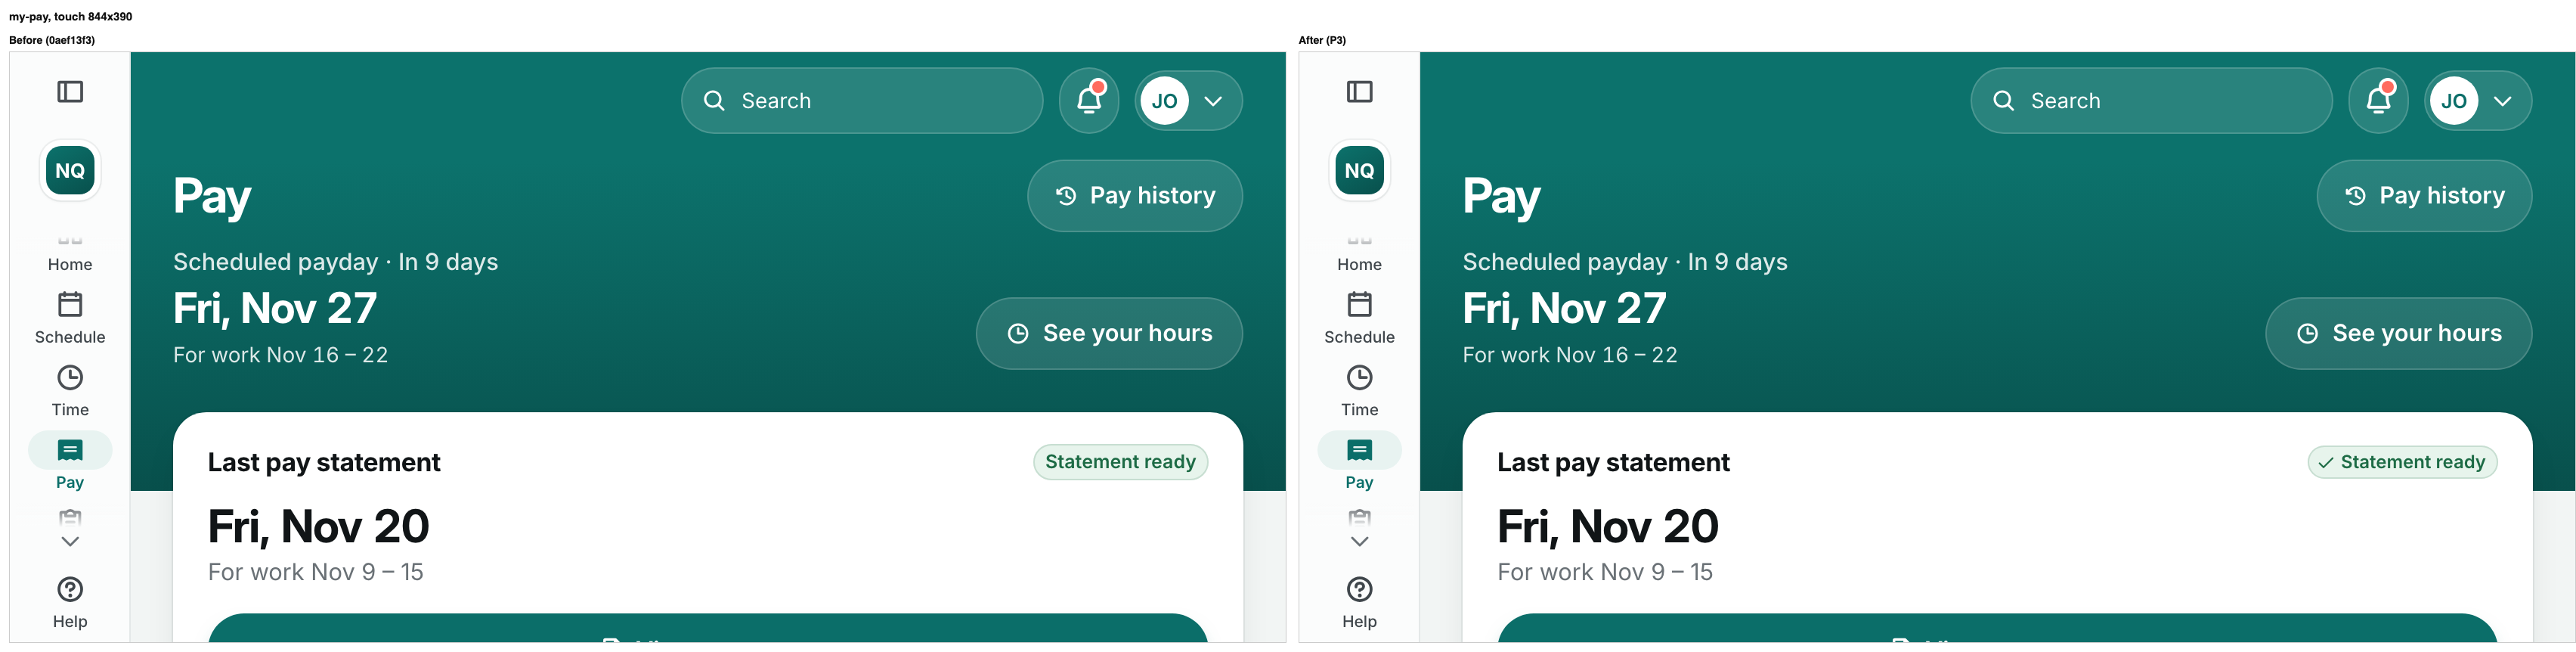 my-pay, touch 844x390
Before (0aef13f3)
Search
JO
NQ
Pay
Pay history
Home
Scheduled payday · In 9 days
Schedule
Fri, Nov 27
See your hours
For work Nov 16 – 22
Time
Pay
Last pay statement
Statement ready
Fri, Nov 20
For work Nov 9 – 15
Help
After (P3)
Search
JO
NQ
Pay
Pay history
Home
Scheduled payday · In 9 days
Schedule
Fri, Nov 27
See your hours
For work Nov 16 – 22
Time
Pay
Last pay statement
Statement ready
Fri, Nov 20
For work Nov 9 – 15
Help